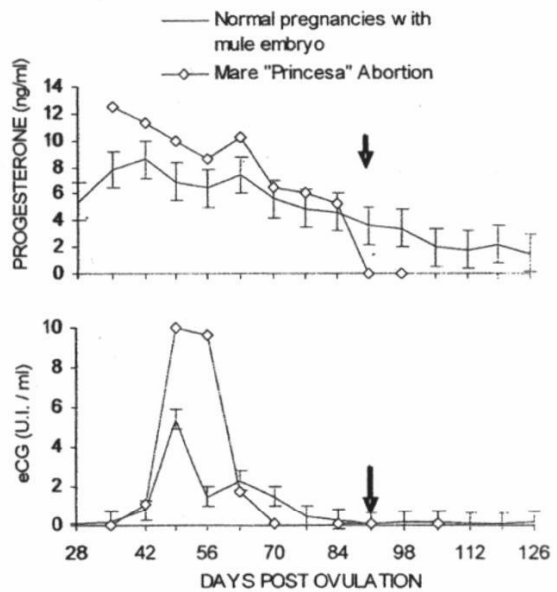 Normal pregnancies with
mule embryo
Mare "Princesa" Abortion
PROGESTERONE (ng/ml)
14
12
10
8
6
4
2
0
eCG (U.I. / ml)
10
8
6
4
2
0
28 42 56 70 84 98 112 126
DAYS POST OVULATION